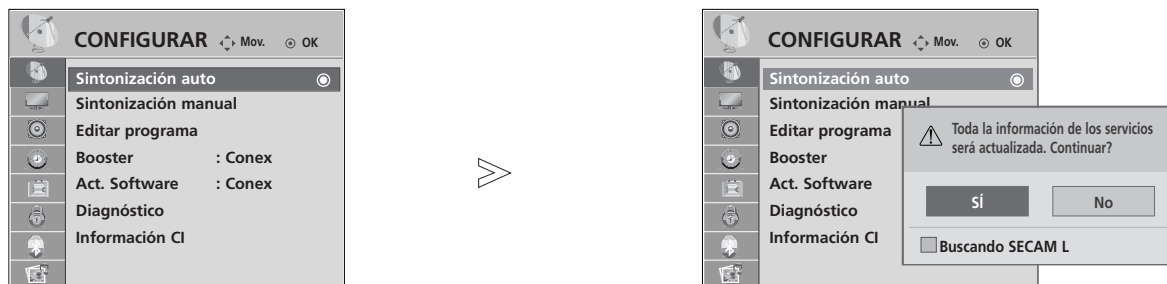 CONFIGURAR Mov. OK
Sintonización auto
Sintonización manual
Editar programa
Booster : Conex
Act. Software : Conex
Diagnóstico
Información CI
CONFIGURAR Mov. OK
Sintonización auto
Sintonización manual
Editar programa
Booster
Act. Software
Diagnóstico
Información CI
Toda la información de los servicios
será actualizada. Continuar?
SÍ No
Buscando SECAM L